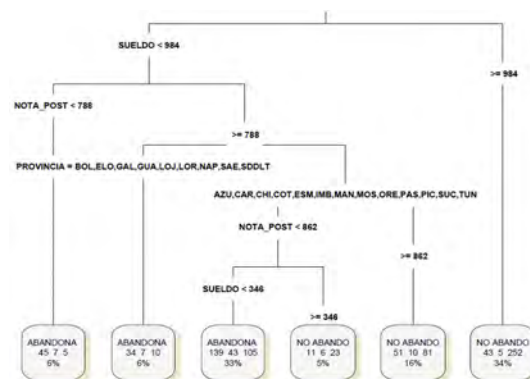 SUELDO < 984
>= 984
NOTA_POST < 788
>= 788
PROVINCIA = BOL,ELO,GAL,GUA,LOJ,LOR,NAP,SAE,SDDLT
AZU,CAR,CHI,COT,ESM,IMB,MAN,MOS,ORE,PAS,PIC,SUC,TUN
NOTA_POST < 862
>= 862
SUELDO < 346
>= 346
ABANDONA
45 7 5
6%
ABANDONA
34 7 10
6%
ABANDONA
139 43 105
33%
NO ABANDO
11 6 23
5%
NO ABANDO
51 10 81
16%
NO ABANDO
43 5 252
34%